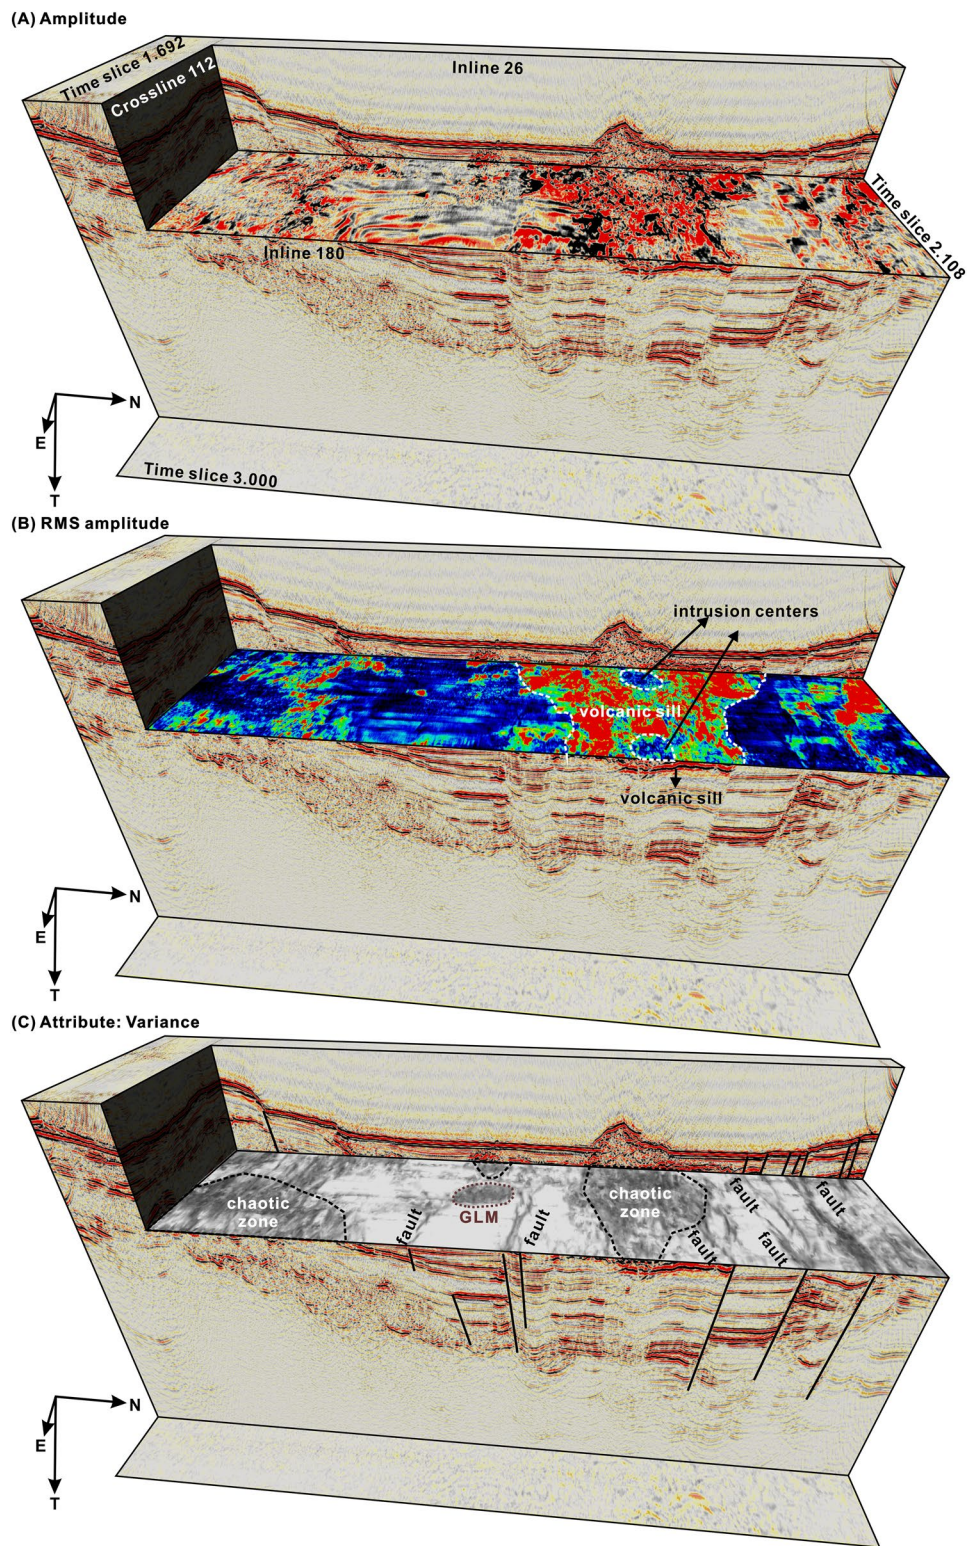 (A) Amplitude
Time slice 1.692
Crossline 112
Inline 26
Time slice 2.108
Inline 180
N
E
T
Time slice 3.000
(B) RMS amplitude
intrusion centers
volcanic sill
volcanic sill
N
E
T
(C) Attribute: Variance
chaotic
zone
GLM
fault
fault
chaotic
zone
fault
fault
fault
fault
N
E
T